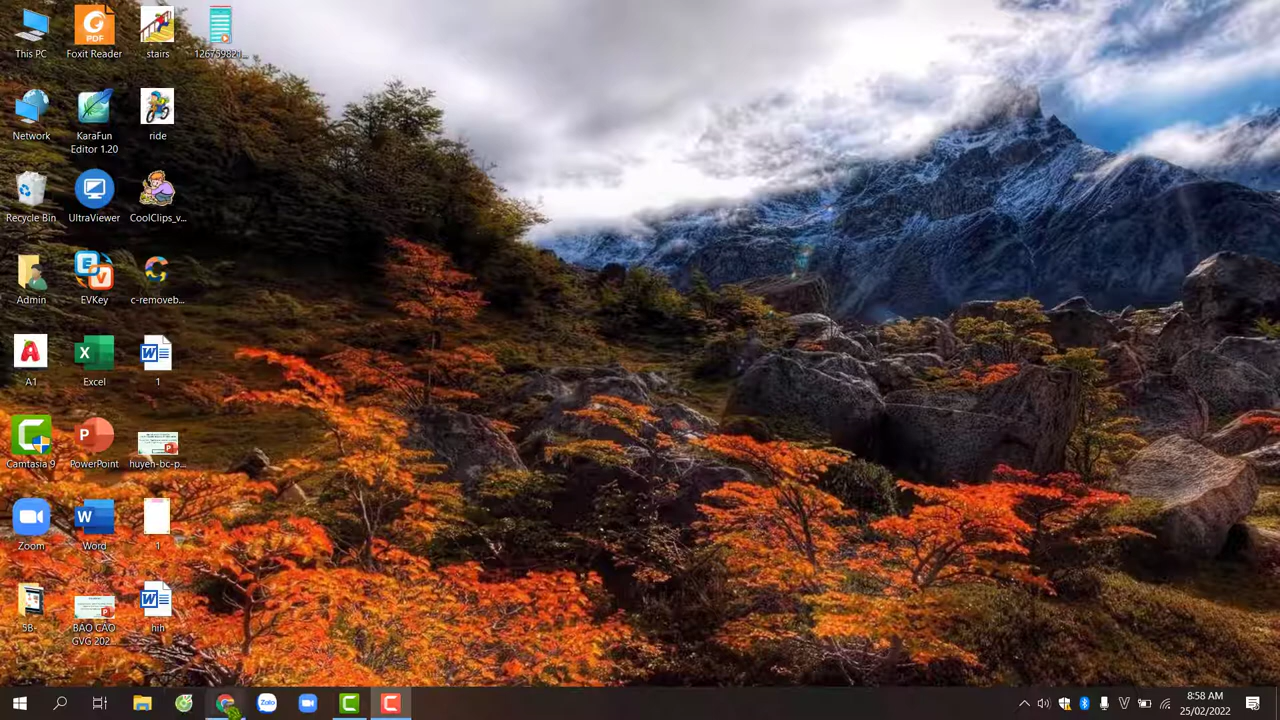 This PC
Foxit Reader
stairs
Network
KaraFun
Editor 1.20
ride
Recycle Bin
UltraViewer
CoolClips_v...
Admin
EVKey
c-removeb...
A1
Excel
1
Camtasia 9
PowerPoint
huyen-bc-p...
Zoom
Word
1
5B-
BAO CAO
GVG 202...
hih
Zalo
8:58 AM
25/02/2022